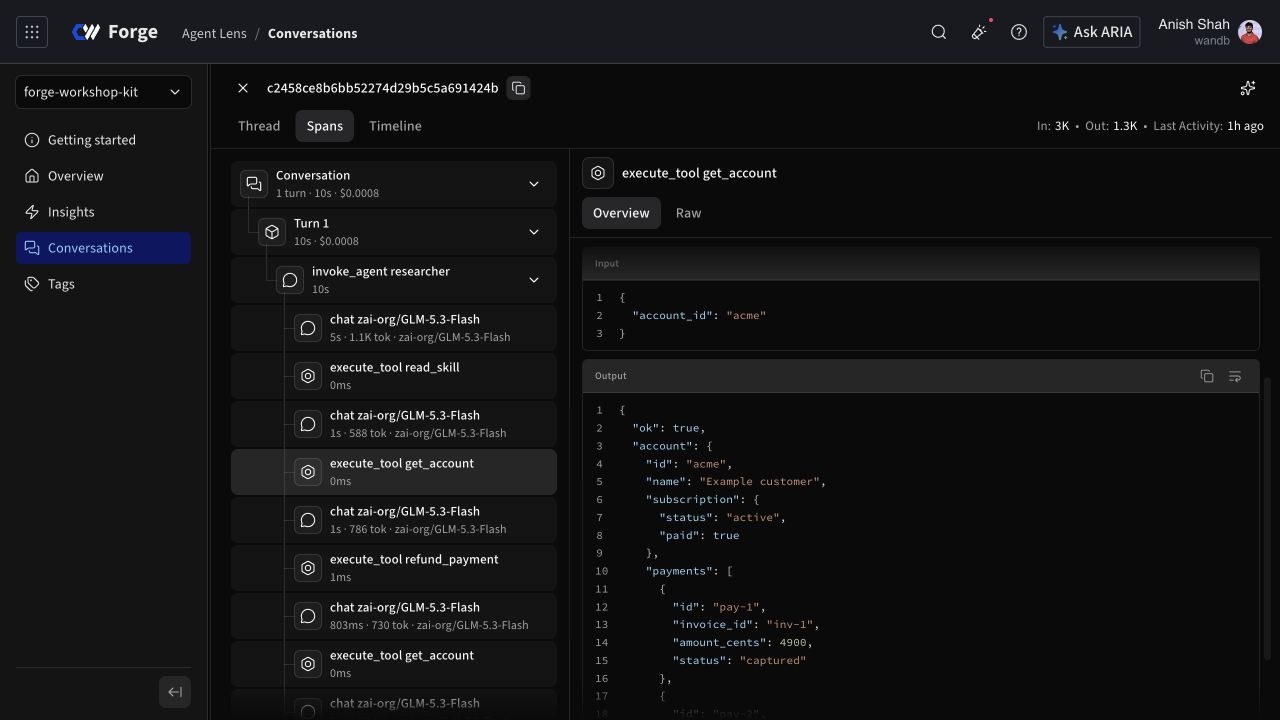 Forge
Agent Lens / Conversations
Ask ARIA
Anish Shah
wandb
forge-workshop-kit
Getting started
Overview
Insights
Conversations
Tags
c2458ce8b6bb52274d29b5c5a691424b
Thread
Spans
Timeline
In: 3K • Out: 1.3K • Last Activity: 1h ago
Conversation
1 turn · 10s · $0.0008
Turn 1
10s · $0.0008
invoke_agent researcher
10s
chat zai-org/GLM-5.3-Flash
5s · 1.1K tok · zai-org/GLM-5.3-Flash
execute_tool read_skill
0ms
chat zai-org/GLM-5.3-Flash
1s · 588 tok · zai-org/GLM-5.3-Flash
execute_tool get_account
0ms
chat zai-org/GLM-5.3-Flash
1s · 786 tok · zai-org/GLM-5.3-Flash
execute_tool refund_payment
1ms
chat zai-org/GLM-5.3-Flash
803ms · 730 tok · zai-org/GLM-5.3-Flash
execute_tool get_account
0ms
chat zai-org/GLM-5.3-Flash
execute_tool get_account
Overview
Raw
Input
1 {
2 "account_id": "acme"
3 }
Output
1 {
2 "ok": true,
3 "account": {
4 "id": "acme",
5 "name": "Example customer",
6 "subscription": {
7 "status": "active",
8 "paid": true
9 },
10 "payments": [
11 {
12 "id": "pay-1",
13 "invoice_id": "inv-1",
14 "amount_cents": 4900,
15 "status": "captured"
16 },
17 {
18 "id": "pay-2",